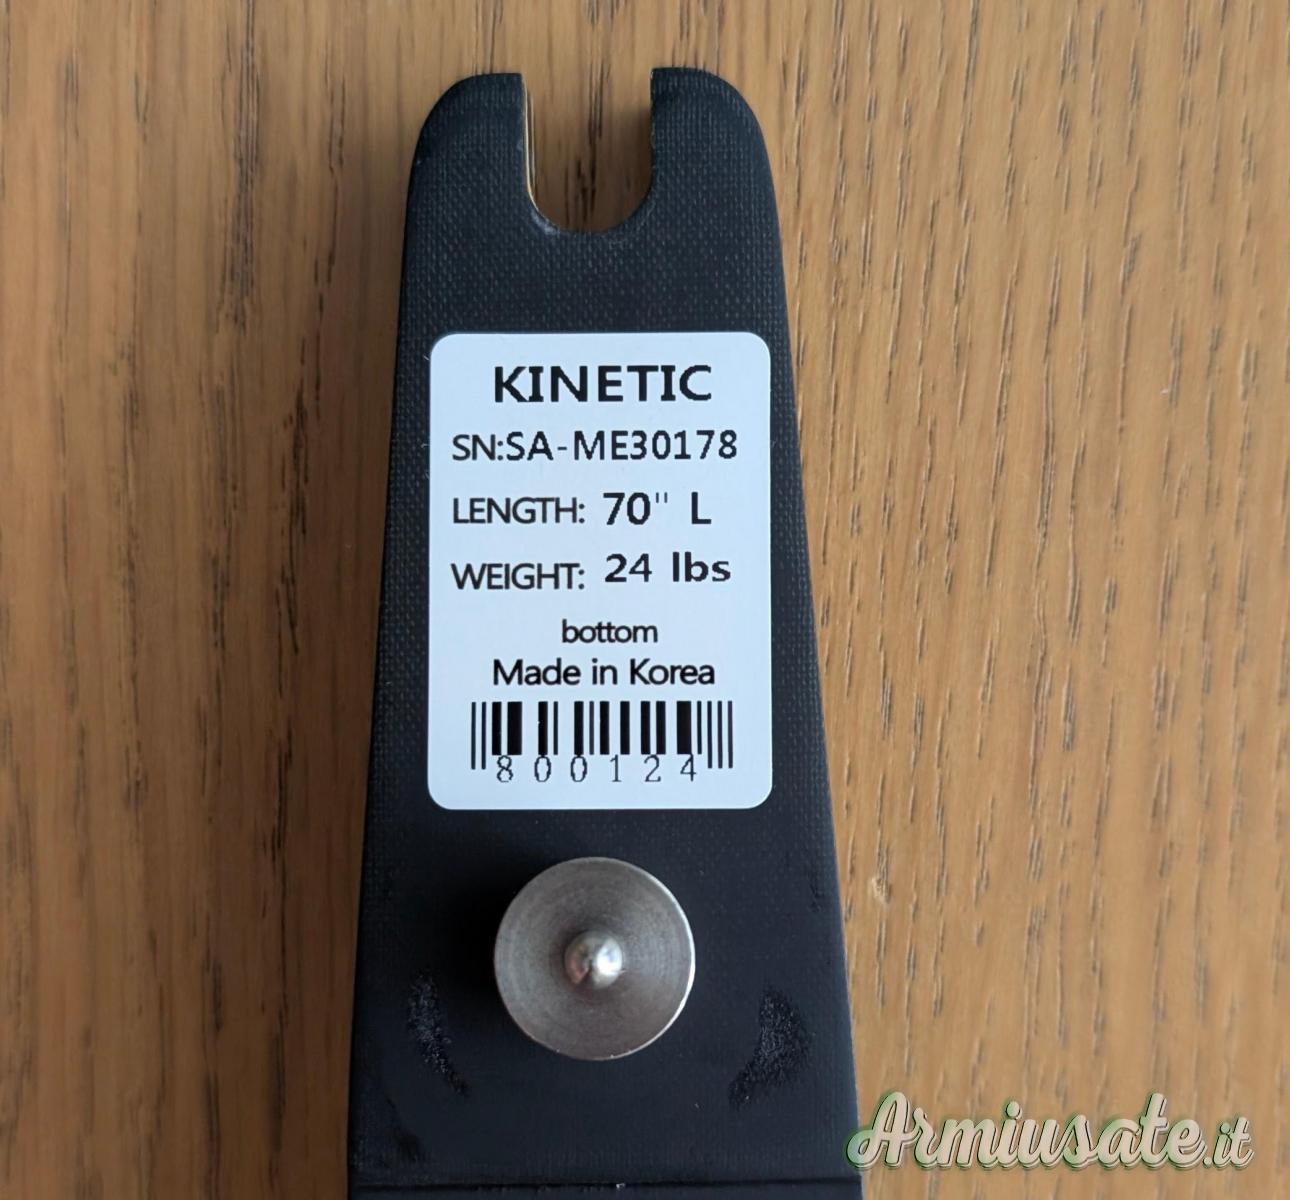 KINETIC
SN:SA-ME30178
LENGTH: 70" L
WEIGHT: 24 lbs
bottom
Made in Korea
800124
Armiusate.it